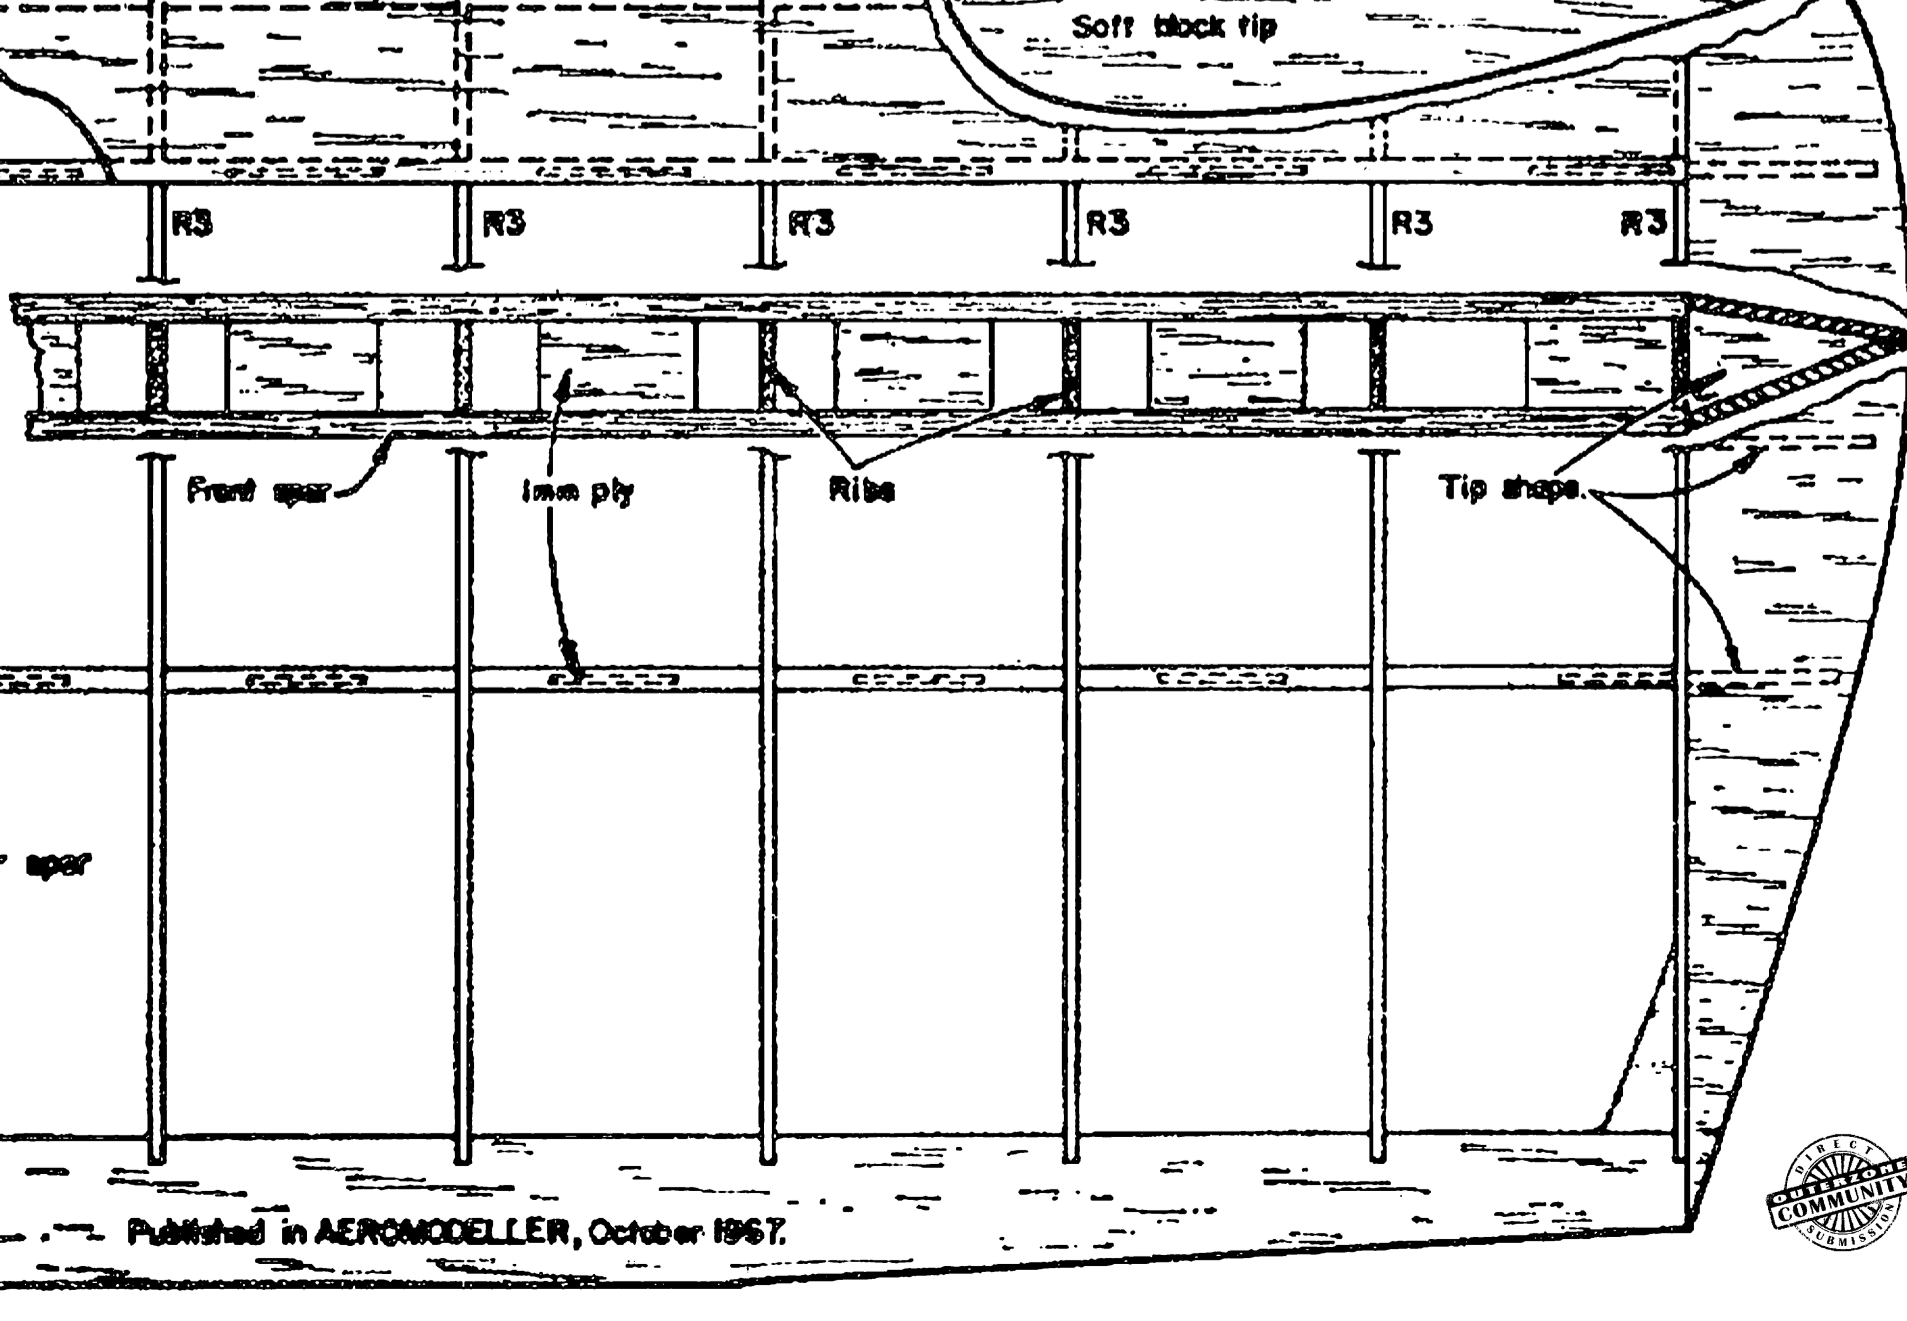 Soft block tip
R3 R3 R3 R3 R3 R3
Front spar
1mm ply
Ribs
Tip shape.
spar
Published in AEROMODELLER, October 1967.
DIRECT
OUTERZONE
COMMUNITY
SUBMISSION